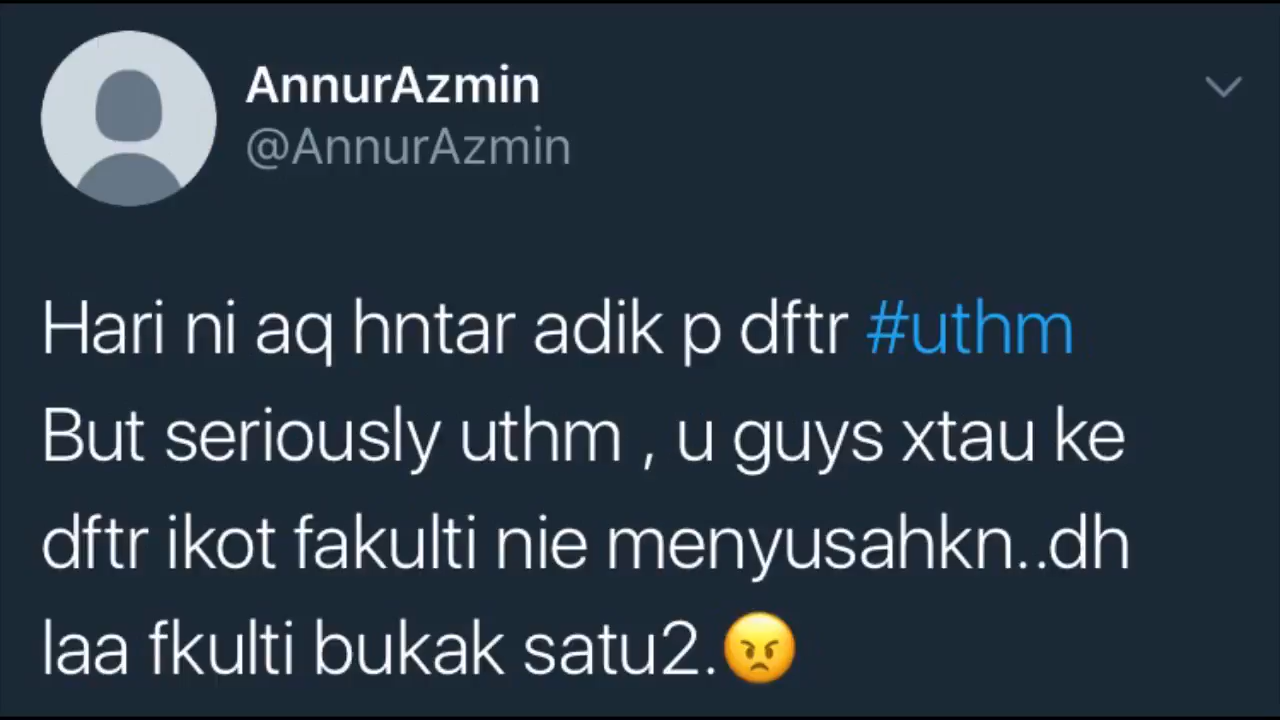 AnnurAzmin
@AnnurAzmin
Hari ni aq hntar adik p dftr #uthm
But seriously uthm , u guys xtau ke
dftr ikot fakulti nie menyusahkn..dh
laa fkulti bukak satu2.😠